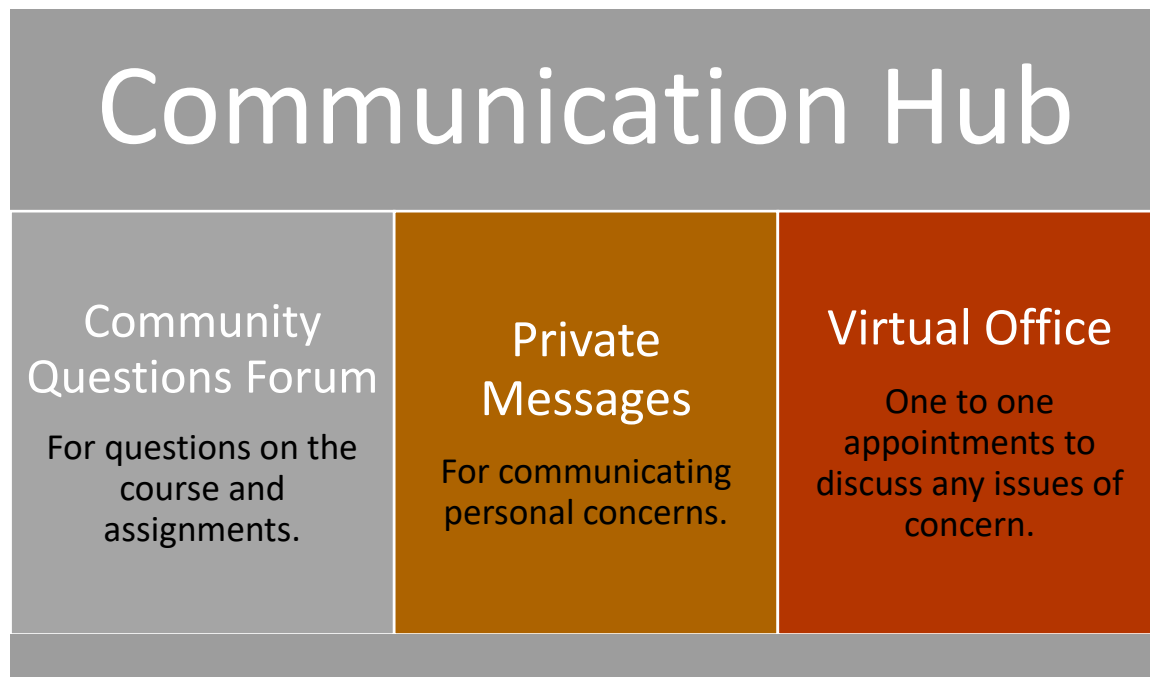 Communication Hub
Community
Questions Forum
For questions on the
course and
assignments.
Private
Messages
For communicating
personal concerns.
Virtual Office
One to one
appointments to
discuss any issues of
concern.